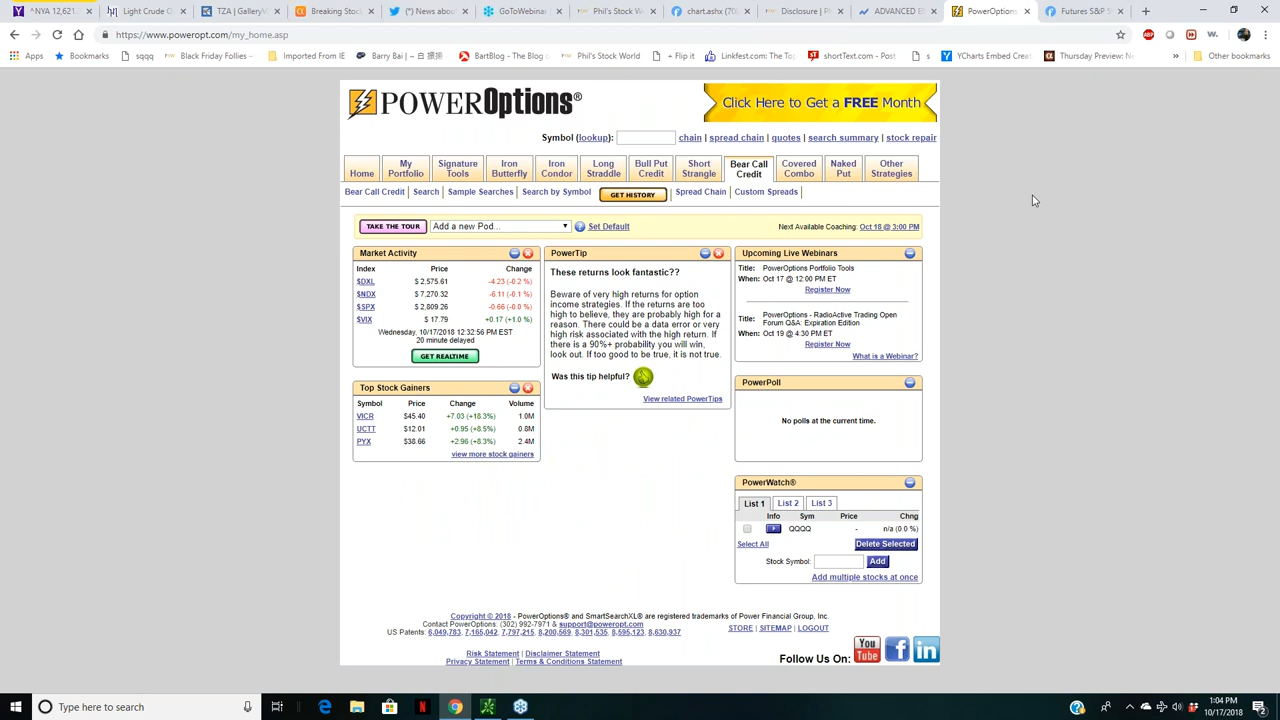 ^NYA 12,621
Light Crude O
TZA | GalleryV
Breaking Stoc
(*) News abou
GoToWebinar
Phil's Stock W
chart.ashx (70
Disclosure | Ph
ADVANCED E
PowerOptions
Futures S&P 5
https://www.poweropt.com/my_home.asp
Apps
Bookmarks
sqqq
Black Friday Follies
Imported From IE
BartBlog - The Blog o
Phil's Stock World
+ Flip it
Linkfest.com: The Top
shortText.com - Post
s
YCharts Embed Creat
Thursday Preview: Ne
»
Other bookmarks
POWEROptions®
Click Here to Get a FREE Month
Symbol (lookup): chain | spread chain | quotes | search summary | stock repair
Home
My Portfolio
Signature Tools
Iron Butterfly
Iron Condor
Long Straddle
Bull Put Credit
Short Strangle
Bear Call Credit
Covered Combo
Naked Put
Other Strategies
Bear Call Credit | Search | Sample Searches | Search by Symbol GET HISTORY | Spread Chain | Custom Spreads |
TAKE THE TOUR Add a new Pod... Set Default
Next Available Coaching: Oct 18 @ 3:00 PM
Market Activity
Index Price Change
$DXL $ 2,575.61 -4.23 (-0.2 %)
$NDX $ 7,270.32 -6.11 (-0.1 %)
$SPX $ 2,809.26 -0.66 (-0.0 %)
$VIX $ 17.79 +0.17 (+1.0 %)
Wednesday, 10/17/2018 12:32:56 PM EST
20 minute delayed
GET REALTIME
Top Stock Gainers
Symbol Price Change Volume
VICR $45.40 +7.03 (+18.3%) 1.0M
UCTT $12.01 +0.95 (+8.5%) 0.8M
PYX $38.66 +2.96 (+8.3%) 2.4M
view more stock gainers
PowerTip
These returns look fantastic??
Beware of very high returns for option
income strategies. If the returns are too
high to believe, they are probably high for a
reason. There could be a data error or very
high risk associated with the high return. If
there is a 90%+ probability you will win,
look out. If too good to be true, it is not true.
Was this tip helpful?
View related PowerTips
Upcoming Live Webinars
Title: PowerOptions Portfolio Tools
When: Oct 17 @ 12:00 PM ET
Register Now
Title: PowerOptions - RadioActive Trading Open
Forum Q&A: Expiration Edition
When: Oct 19 @ 4:30 PM ET
Register Now
What is a Webinar?
PowerPoll
No polls at the current time.
PowerWatch®
List 1 List 2 List 3
Info Sym Price Chng
QQQQ - n/a (0.0 %)
Select All Delete Selected
Stock Symbol: Add
Add multiple stocks at once
Copyright © 2018 - PowerOptions® and SmartSearchXL® are registered trademarks of Power Financial Group, Inc.
Contact PowerOptions: (302) 992-7971 & support@poweropt.com
US Patents: 6,049,783, 7,165,042, 7,797,215, 8,200,569, 8,301,535, 8,595,123, 8,630,937
STORE | SITEMAP | LOGOUT
Risk Statement | Disclaimer Statement
Privacy Statement | Terms & Conditions Statement
Follow Us On:
You Tube
f
in
Type here to search
1:04 PM
10/17/2018